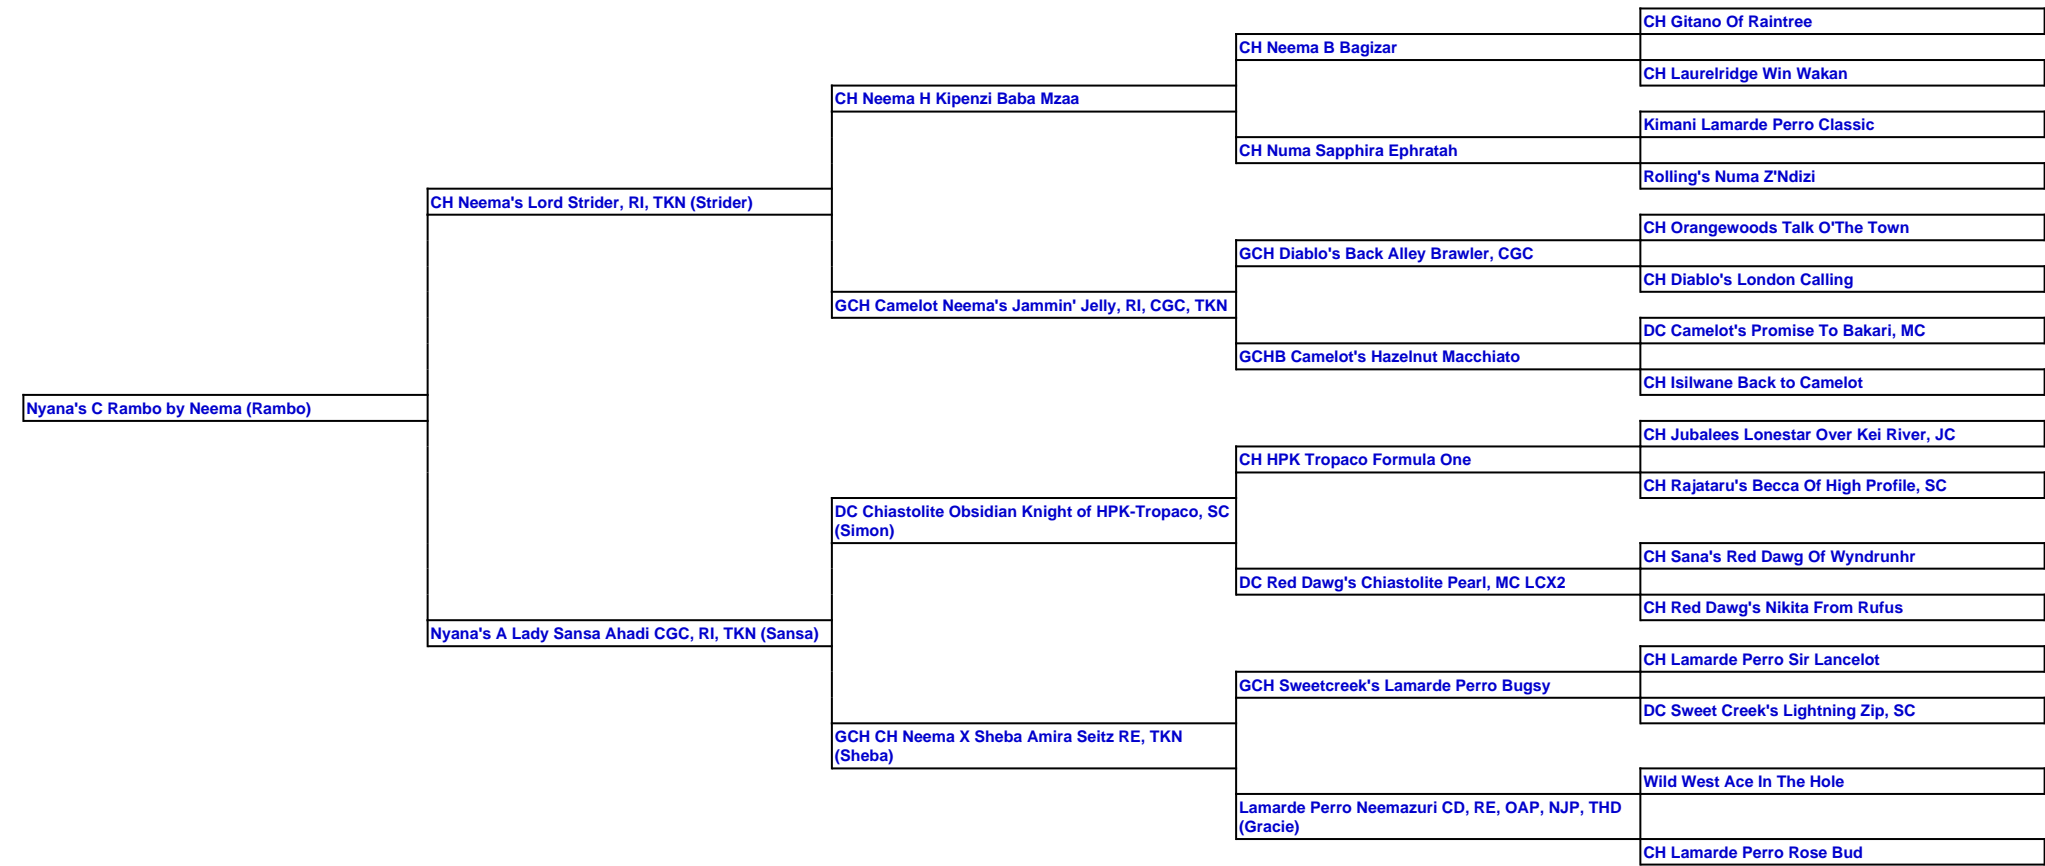 CH Gitano Of Raintree
CH Neema B Bagizar
CH Laurelridge Win Wakan
CH Neema H Kipenzi Baba Mzaa
Kimani Lamarde Perro Classic
CH Numa Sapphira Ephratah
Rolling's Numa Z'Ndizi
CH Neema's Lord Strider, RI, TKN (Strider)
CH Orangewoods Talk O'The Town
GCH Diablo's Back Alley Brawler, CGC
CH Diablo's London Calling
GCH Camelot Neema's Jammin' Jelly, RI, CGC, TKN
DC Camelot's Promise To Bakari, MC
GCHB Camelot's Hazelnut Macchiato
CH Isilwane Back to Camelot
Nyana's C Rambo by Neema (Rambo)
CH Jubalees Lonestar Over Kei River, JC
CH HPK Tropaco Formula One
CH Rajataru's Becca Of High Profile, SC
DC Chiastolite Obsidian Knight of HPK-Tropaco, SC
(Simon)
CH Sana's Red Dawg Of Wyndrunhr
DC Red Dawg's Chiastolite Pearl, MC LCX2
CH Red Dawg's Nikita From Rufus
Nyana's A Lady Sansa Ahadi CGC, RI, TKN (Sansa)
CH Lamarde Perro Sir Lancelot
GCH Sweetcreek's Lamarde Perro Bugsy
DC Sweet Creek's Lightning Zip, SC
GCH CH Neema X Sheba Amira Seitz RE, TKN
(Sheba)
Wild West Ace In The Hole
Lamarde Perro Neemazuri CD, RE, OAP, NJP, THD
(Gracie)
CH Lamarde Perro Rose Bud